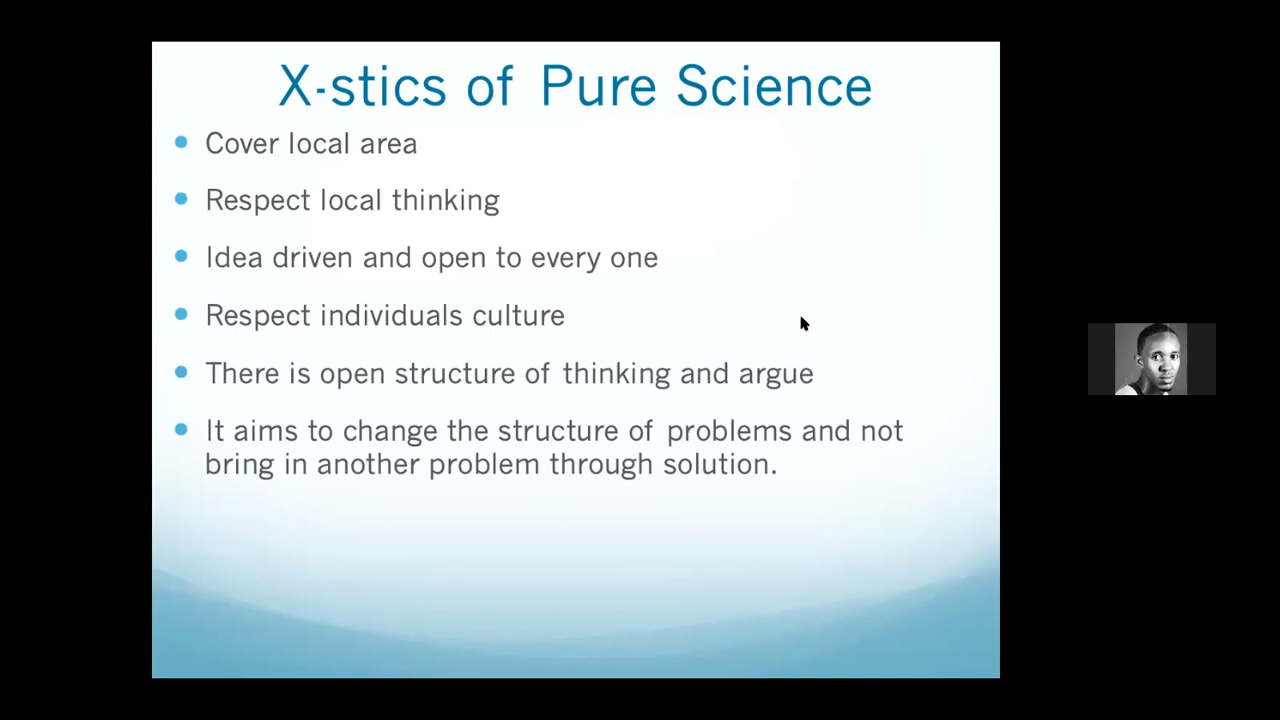 X-stics of Pure Science
Cover local area
Respect local thinking
Idea driven and open to every one
Respect individuals culture
There is open structure of thinking and argue
It aims to change the structure of problems and not
bring in another problem through solution.